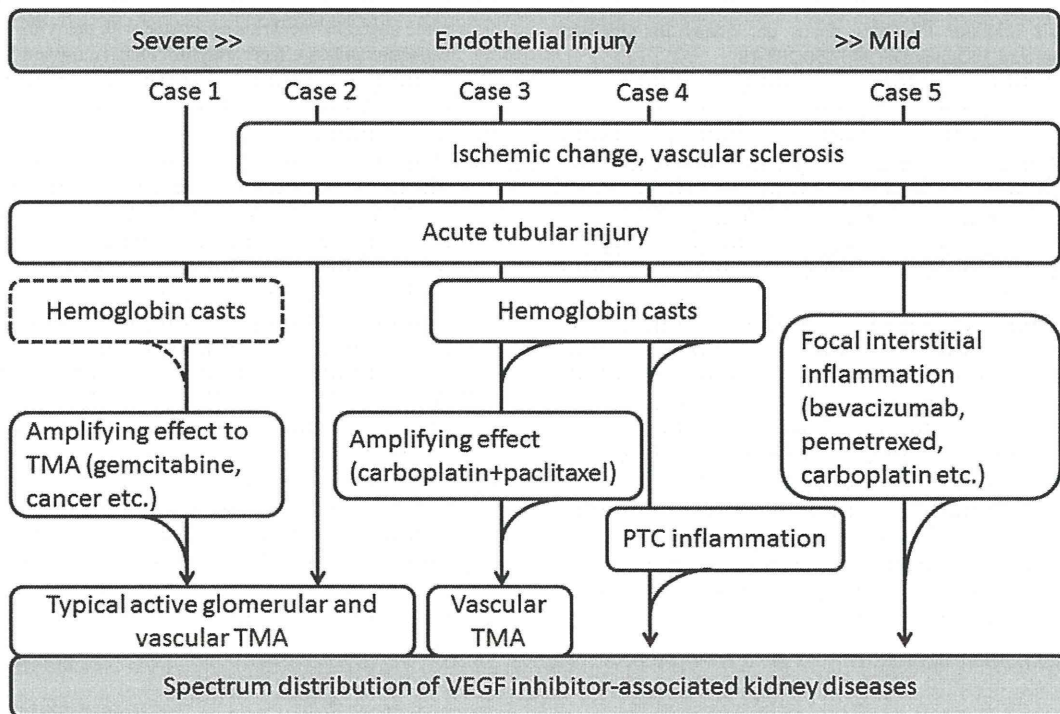 Severe >> Endothelial injury >> Mild
Case 1 Case 2 Case 3 Case 4 Case 5
Ischemic change, vascular sclerosis
Acute tubular injury
Hemoglobin casts
Hemoglobin casts
Focal interstitial
inflammation
(bevacizumab,
pemetrexed,
carboplatin etc.)
Amplifying effect to
TMA (gemcitabine,
cancer etc.)
Amplifying effect
(carboplatin+paclitaxel)
PTC inflammation
Typical active glomerular and
vascular TMA
Vascular
TMA
Spectrum distribution of VEGF inhibitor-associated kidney diseases